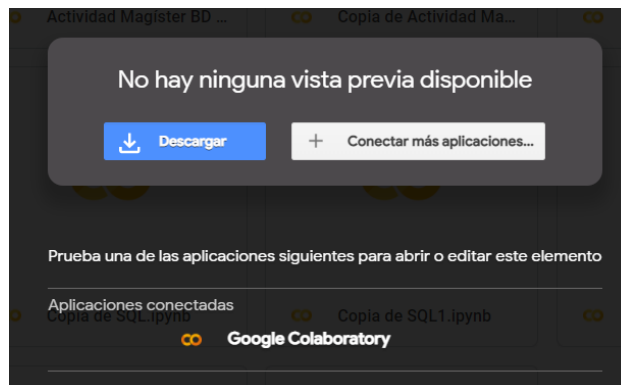 Actividad Magíster BD ...
Copia de Actividad Ma...
No hay ninguna vista previa disponible
Descargar
Conectar más aplicaciones...
Prueba una de las aplicaciones siguientes para abrir o editar este elemento
Aplicaciones conectadas
Copia de SQL.ipynb
Copia de SQL1.ipynb
Google Colaboratory